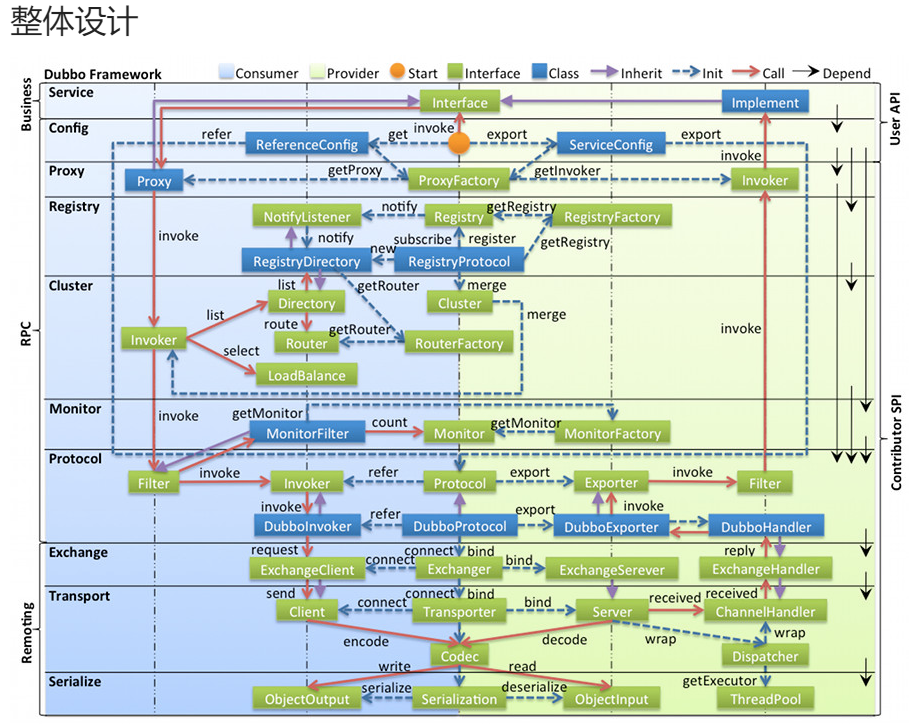 整体设计
Dubbo Framework Consumer Provider Start Interface Class Inherit Init Call Depend
Business
Service
Interface
Implement
User API
Config
refer
ReferenceConfig
get
invoke
export
ServiceConfig
export
invoke
Proxy
Proxy
getProxy
ProxyFactory
getInvoker
Invoker
Registry
NotifyListener
notify
Registry
getRegistry
RegistryFactory
invoke
notify
subscribe
register
getRegistry
new
RegistryDirectory
RegistryProtocol
RPC
Cluster
list
getRouter
merge
Directory
Cluster
list
merge
route
getRouter
invoke
Invoker
Router
RouterFactory
select
LoadBalance
Contributor SPI
Monitor
invoke
getMonitor
count
getMonitor
MonitorFilter
Monitor
MonitorFactory
Protocol
invoke
refer
export
invoke
Filter
Invoker
Protocol
Exporter
Filter
invoke
refer
export
invoke
DubboInvoker
DubboProtocol
DubboExporter
DubboHandler
Remoting
Exchange
request
connect
connect
bind
bind
reply
ExchangeClient
Exchanger
ExchangeSerever
ExchangeHandler
Transport
send
connect
connect
bind
bind
received
received
Client
Transporter
Server
ChannelHandler
encode
decode
wrap
wrap
Codec
Dispatcher
write
read
getExecutor
Serialize
serialize
deserialize
ObjectOutput
Serialization
ObjectInput
ThreadPool